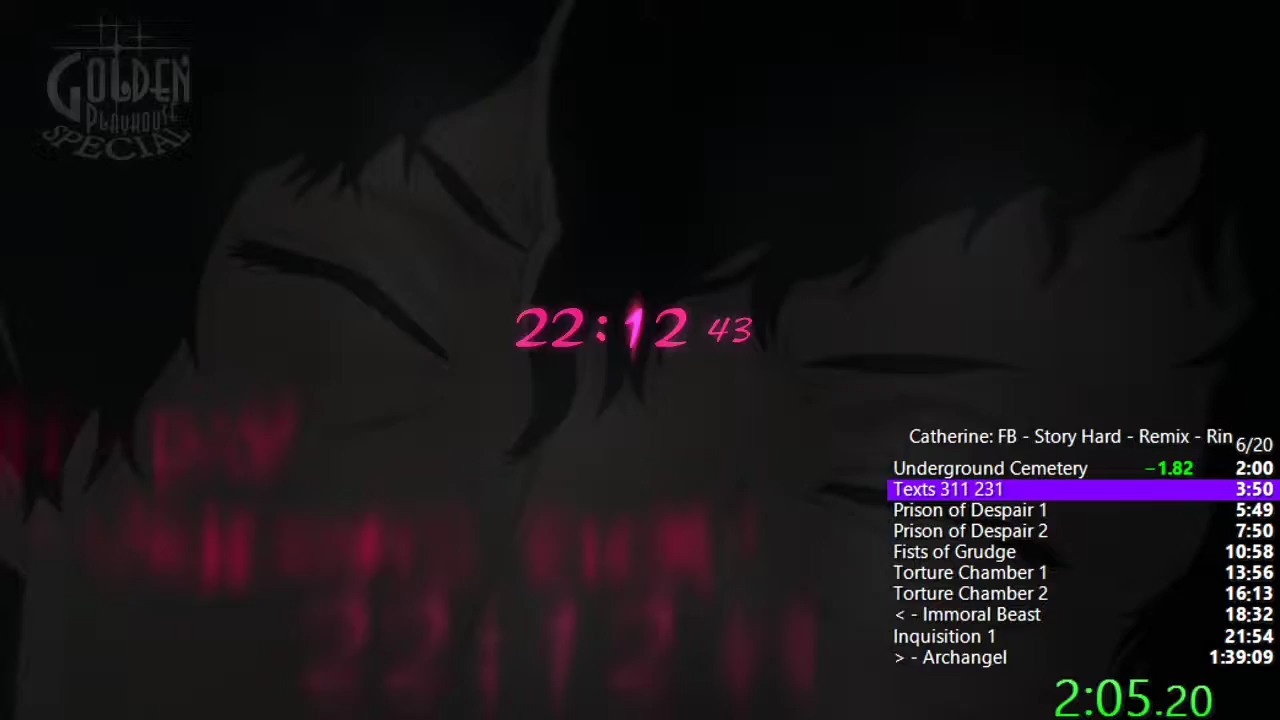 GOLDEN
PLAYHOUSE
SPECIAL
22:12 43
Catherine: FB - Story Hard - Remix - Rin
6/20
Underground Cemetery −1.82 2:00
Texts 311 231 3:50
Prison of Despair 1 5:49
Prison of Despair 2 7:50
Fists of Grudge 10:58
Torture Chamber 1 13:56
Torture Chamber 2 16:13
< - Immoral Beast 18:32
Inquisition 1 21:54
> - Archangel 1:39:09
2:05.20